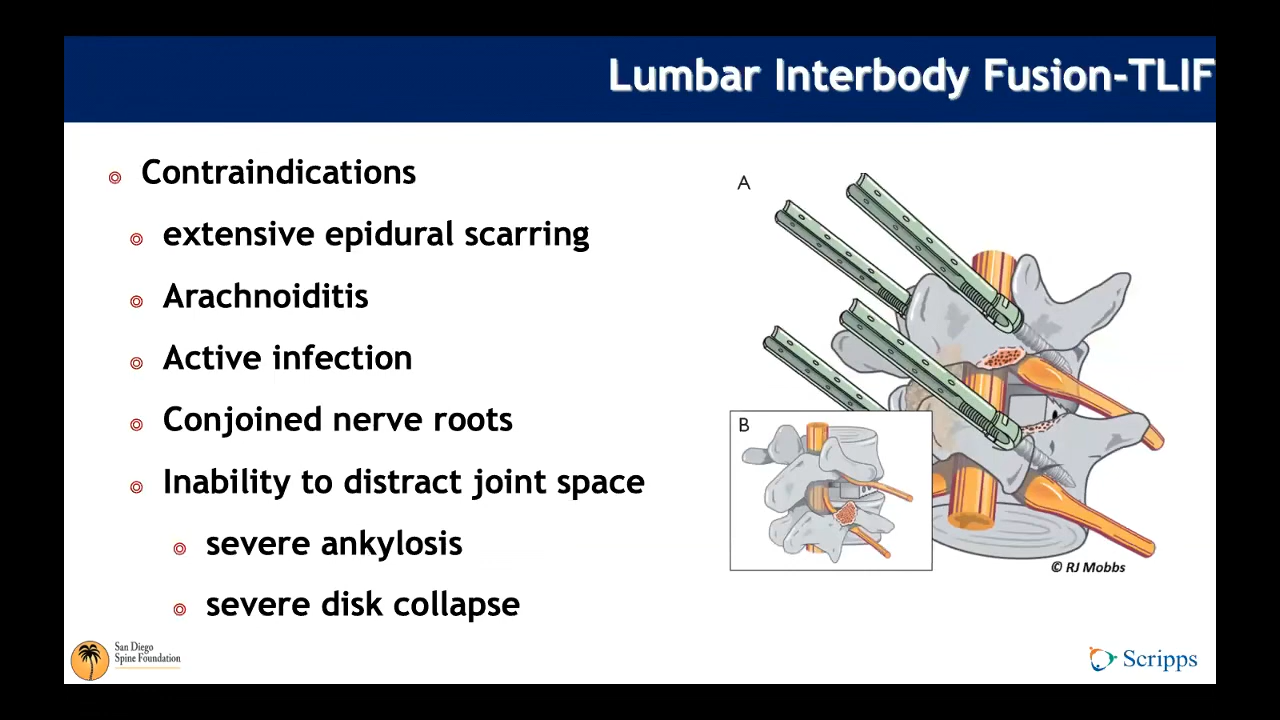 Lumbar Interbody Fusion-TLIF
Contraindications
extensive epidural scarring
Arachnoiditis
Active infection
Conjoined nerve roots
Inability to distract joint space
severe ankylosis
severe disk collapse
A
B
© RJ Mobbs
San Diego
Spine Foundation
Scripps